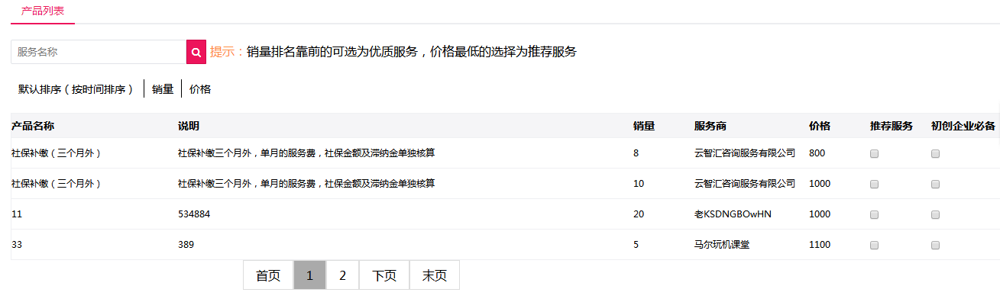 产品列表
服务名称 提示：销量排名靠前的可选为优质服务，价格最低的选择为推荐服务
默认排序（按时间排序） 销量 价格
产品名称 说明 销量 服务商 价格 推荐服务 初创企业必备
社保补缴（三个月外） 社保补缴三个月外，单月的服务费，社保金额及滞纳金单独核算 8 云智汇咨询服务有限公司 800
社保补缴（三个月外） 社保补缴三个月外，单月的服务费，社保金额及滞纳金单独核算 10 云智汇咨询服务有限公司 1000
11 534884 20 老KSDNGBOwHN 1000
33 389 5 马尔玩机课堂 1100
首页 1 2 下页 末页